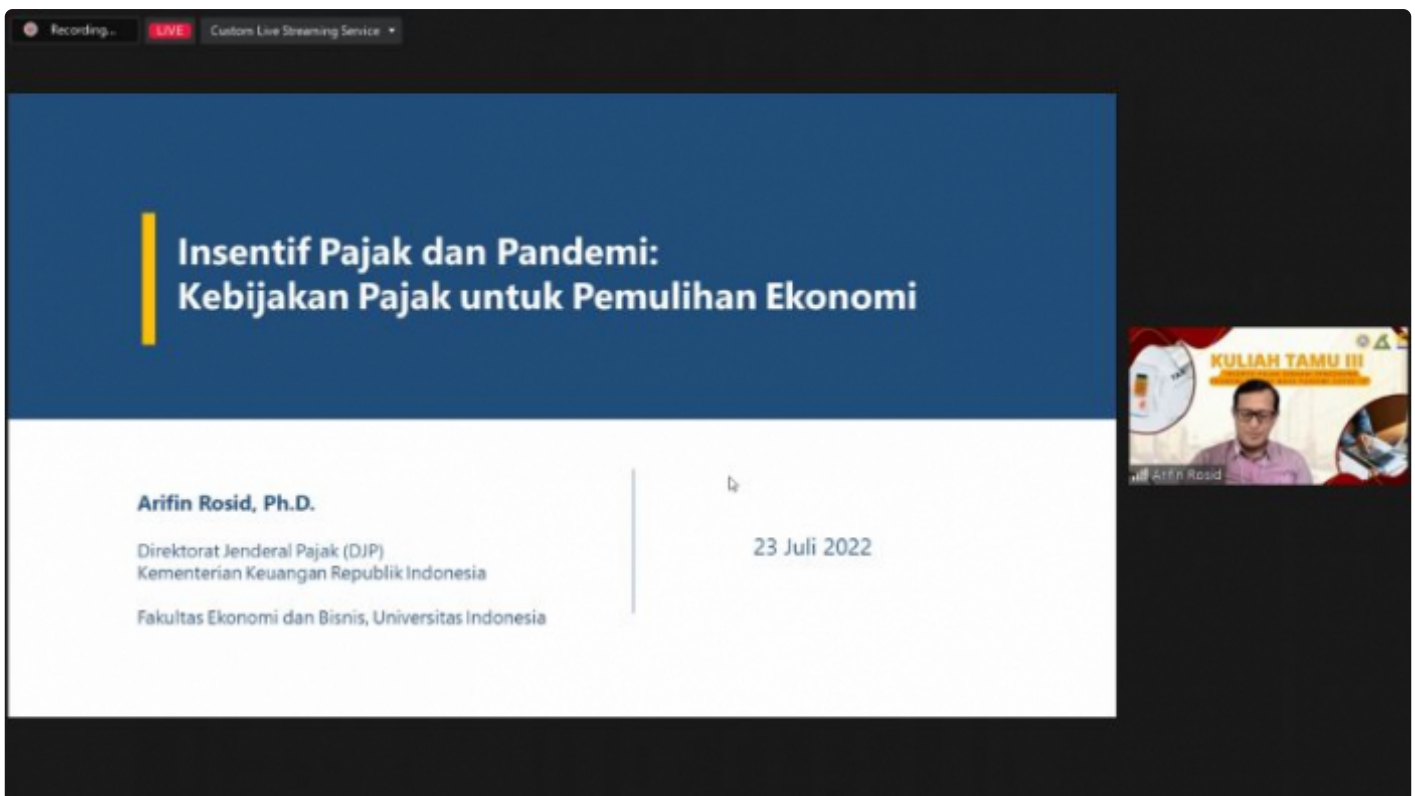 Recording...
LIVE
Custom Live Streaming Service
Insentif Pajak dan Pandemi:
Kebijakan Pajak untuk Pemulihan Ekonomi
KULIAH TAMU III
Arifin Rosid
Arifin Rosid, Ph.D.
Direktorat Jenderal Pajak (DJP)
Kementerian Keuangan Republik Indonesia
Fakultas Ekonomi dan Bisnis, Universitas Indonesia
23 Juli 2022